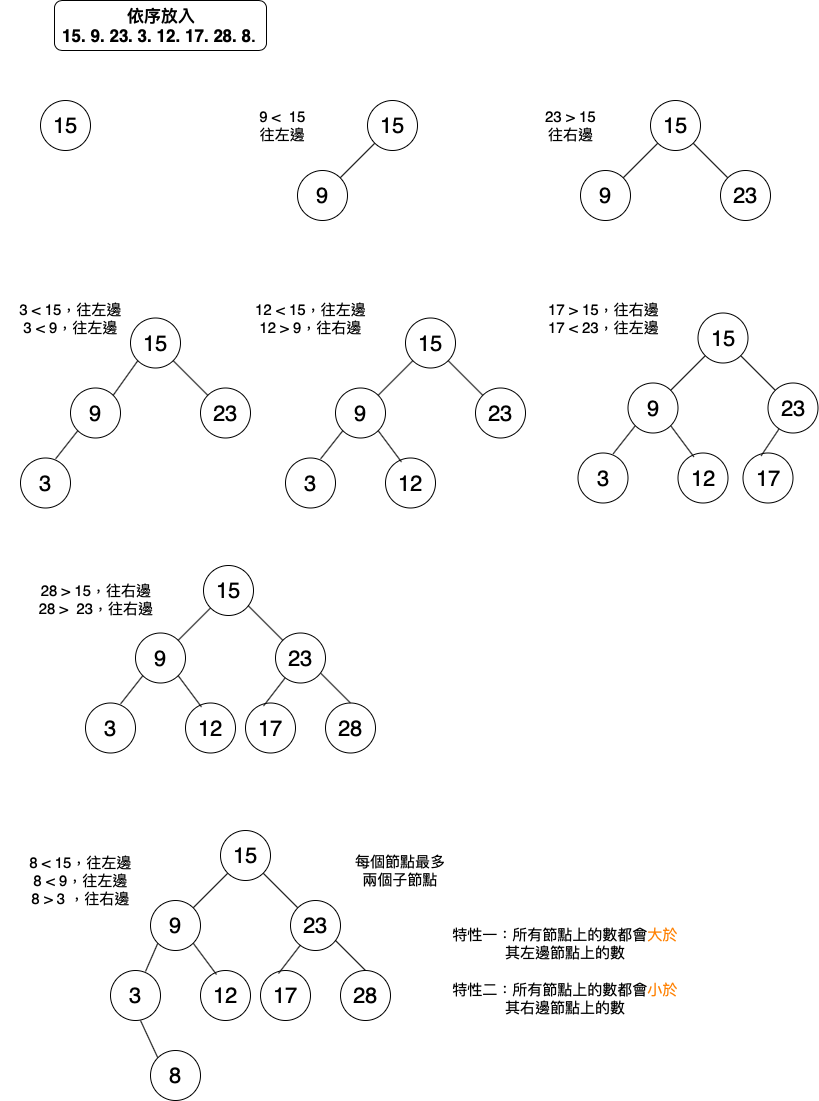 依序放入
15. 9. 23. 3. 12. 17. 28. 8.
15
9 < 15
往左邊
15
9
23 > 15
往右邊
15
9
23
3 < 15，往左邊
3 < 9，往左邊
15
9
23
3
12 < 15，往左邊
12 > 9，往右邊
15
9
23
3
12
17 > 15，往右邊
17 < 23，往左邊
15
9
23
3
12
17
28 > 15，往右邊
28 > 23，往右邊
15
9
23
3
12
17
28
8 < 15，往左邊
8 < 9，往左邊
8 > 3 ，往右邊
15
9
23
3
12
17
28
8
每個節點最多
兩個子節點
特性一：所有節點上的數都會大於
其左邊節點上的數
特性二：所有節點上的數都會小於
其右邊節點上的數